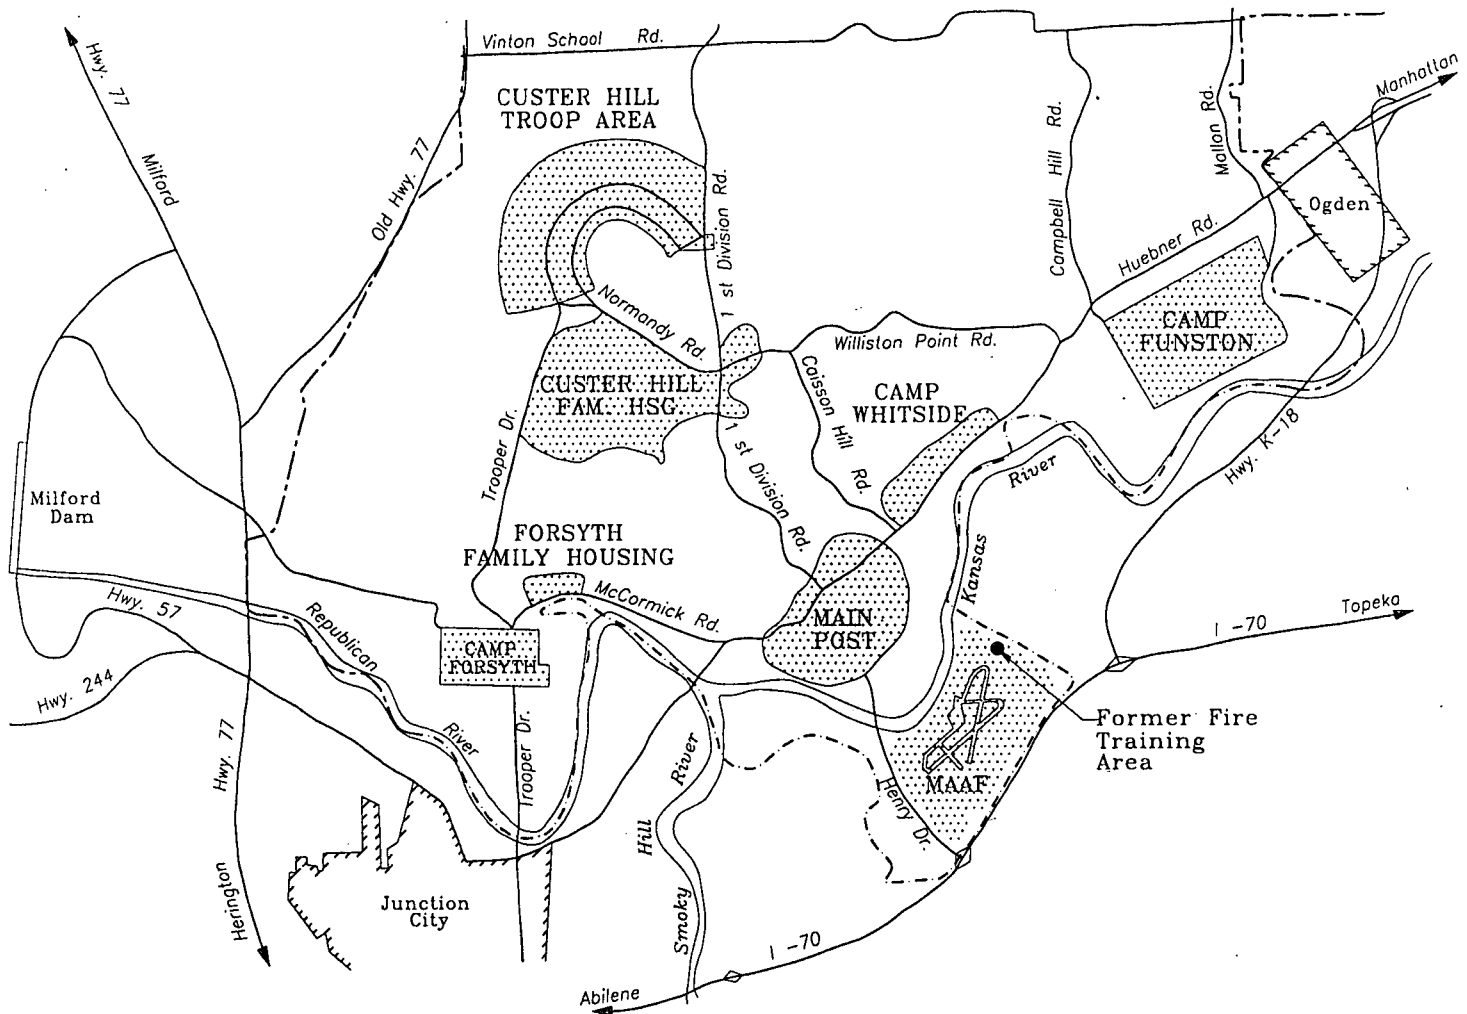 Vinton School Rd.
Hwy. 77
Manhattan
CUSTER HILL
TROOP AREA
Mallon Rd.
Campbell Hill Rd.
Milford
Old Hwy. 77
1 st Division Rd.
Ogden
Huebner Rd.
Normandy Rd.
CAMP
FUNSTON
Williston Point Rd.
CUSTER HILL
FAM. HSG.
CAMP
WHITSIDE
Caisson Hill Rd.
Trooper Dr.
1 st Division Rd.
Hwy. K-18
River
Milford
Dam
FORSYTH
FAMILY HOUSING
Kansas
McCormick Rd.
Hwy. 57
Republican
Topeka
I -70
MAIN
POST
CAMP
FORSYTH
Hwy. 244
River
Former Fire
Training
Area
Hwy. 77
Trooper Dr.
River
MAAF
Henry Dr.
Hill
Herington
Junction
City
Smoky
I -70
Abilene